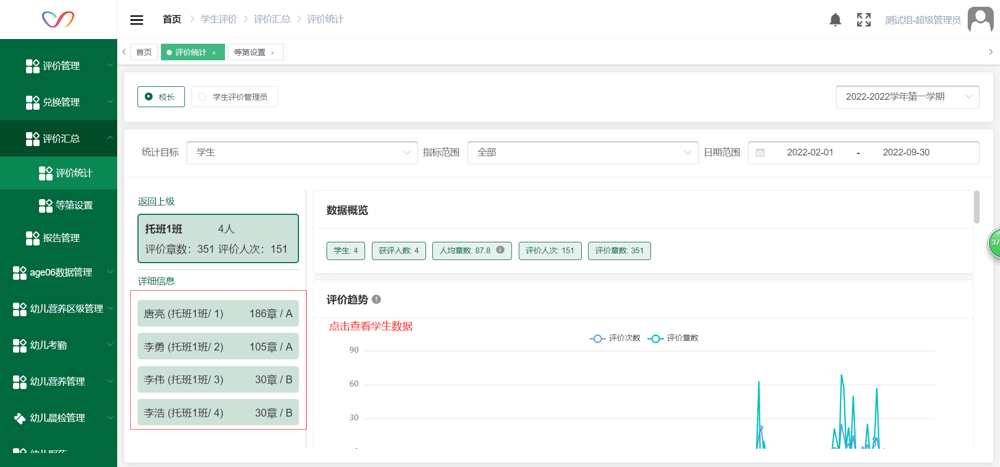 首页 > 学生评价 > 评价汇总 > 评价统计
测试组-超级管理员
首页
评价统计 ×
等第设置 ×
评价管理
兑换管理
评价汇总
评价统计
等第设置
报告管理
age06数据管理
幼儿营养区级管理
幼儿考勤
幼儿营养管理
幼儿晨检管理
校长
学生评价管理员
2022-2022学年第一学期
统计目标 学生
指标范围 全部
日期范围 2022-02-01 - 2022-09-30
返回上级
托班1班 4人
评价章数：351 评价人次：151
详细信息
唐亮 (托班1班/ 1) 186章 / A
李勇 (托班1班/ 2) 105章 / A
李伟 (托班1班/ 3) 30章 / B
李浩 (托班1班/ 4) 30章 / B
数据概览
学生: 4
获评人数: 4
人均章数: 87.8
评价人次: 151
评价章数: 351
评价趋势
点击查看学生数据
评价次数 评价章数
90
60
30
37